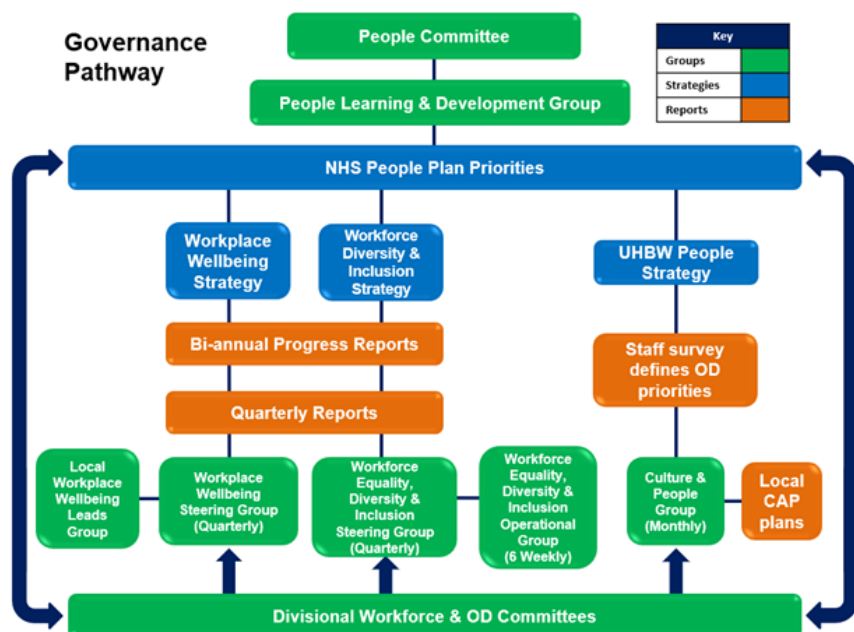 Governance
Pathway
People Committee
Key
Groups
Strategies
Reports
People Learning & Development Group
NHS People Plan Priorities
Workplace
Wellbeing
Strategy
Workforce
Diversity &
Inclusion
Strategy
UHBW People
Strategy
Bi-annual Progress Reports
Staff survey
defines OD
priorities
Quarterly Reports
Local
Workplace
Wellbeing
Leads
Group
Workplace
Wellbeing
Steering Group
(Quarterly)
Workforce
Equality,
Diversity &
Inclusion
Steering Group
(Quarterly)
Workforce
Equality,
Diversity &
Inclusion
Operational
Group
(6 Weekly)
Culture &
People
Group
(Monthly)
Local
CAP
plans
Divisional Workforce & OD Committees